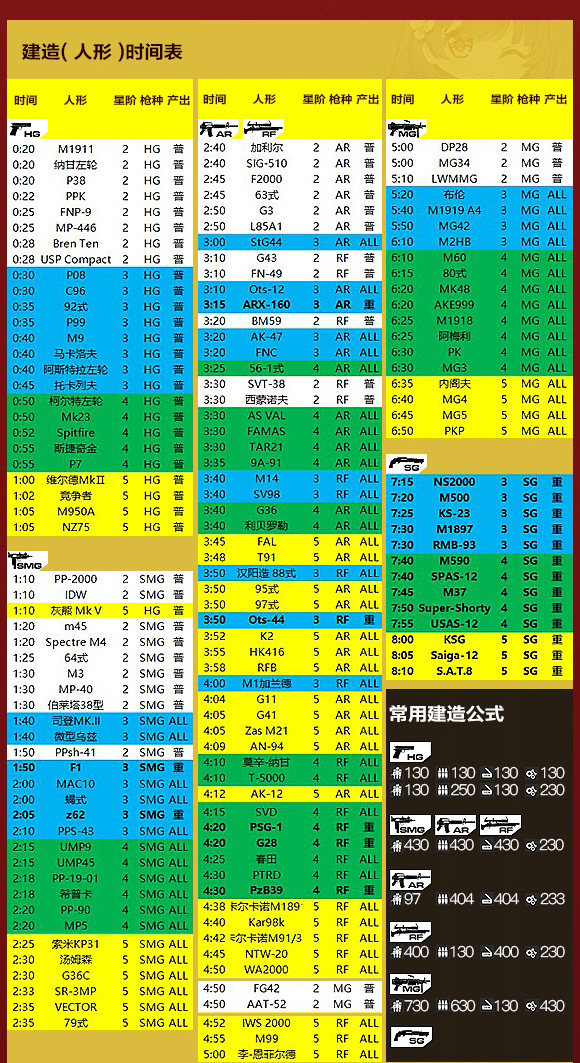 建造( 人形 )时间表
时间 人形 星阶 枪种 产出
HG
0:20 M1911 2 HG 普
0:20 纳甘左轮 2 HG 普
0:20 P38 2 HG 普
0:22 PPK 2 HG 普
0:25 FNP-9 2 HG 普
0:25 MP-446 2 HG 普
0:28 Bren Ten 2 HG 普
0:28 USP Compact 2 HG 普
0:30 P08 3 HG 普
0:30 C96 3 HG 普
0:35 92式 3 HG 普
0:35 P99 3 HG 普
0:40 M9 3 HG 普
0:40 马卡洛夫 3 HG 普
0:40 阿斯特拉左轮 3 HG 普
0:45 托卡列夫 3 HG 普
0:50 柯尔特左轮 4 HG 普
0:50 Mk23 4 HG 普
0:52 Spitfire 4 HG 普
0:55 斯捷奇金 4 HG 普
0:55 P7 4 HG 普
1:00 维尔德MkⅡ 5 HG 普
1:02 竞争者 5 HG 普
1:05 M950A 5 HG 普
1:05 NZ75 5 HG 普
SMG
1:10 PP-2000 2 SMG 普
1:10 IDW 2 SMG 普
1:10 灰熊 Mk V 5 HG 普
1:20 m45 2 SMG 普
1:20 Spectre M4 2 SMG 普
1:25 64式 2 SMG 普
1:30 M3 2 SMG 普
1:30 MP-40 2 SMG 普
1:30 伯莱塔38型 2 SMG 普
1:40 司登MK.II 3 SMG ALL
1:40 微型乌兹 3 SMG ALL
1:50 PPsh-41 2 SMG 普
1:50 F1 3 SMG 重
2:00 MAC10 3 SMG ALL
2:00 蝎式 3 SMG ALL
2:05 z62 3 SMG 重
2:10 PPS-43 3 SMG ALL
2:15 UMP9 4 SMG ALL
2:15 UMP45 4 SMG ALL
2:18 PP-19-01 4 SMG ALL
2:18 希普卡 4 SMG ALL
2:20 PP-90 4 SMG ALL
2:20 MP5 4 SMG ALL
2:25 索米KP31 5 SMG ALL
2:30 汤姆森 5 SMG ALL
2:30 G36C 5 SMG ALL
2:33 SR-3MP 5 SMG ALL
2:35 VECTOR 5 SMG ALL
2:35 79式 5 SMG ALL
时间 人形 星阶 枪种 产出
AR RF
2:40 加利尔 2 AR 普
2:40 SIG-510 2 AR 普
2:45 F2000 2 AR 普
2:45 63式 2 AR 普
2:50 G3 2 AR 普
2:50 L85A1 2 AR 普
3:00 StG44 3 AR ALL
3:10 G43 2 RF 普
3:10 FN-49 2 RF 普
3:10 Ots-12 3 AR ALL
3:15 ARX-160 3 AR 重
3:20 BM59 2 RF 普
3:20 AK-47 3 AR ALL
3:20 FNC 3 AR ALL
3:25 56-1式 4 AR ALL
3:30 SVT-38 2 RF 普
3:30 西蒙诺夫 2 RF 普
3:30 AS VAL 4 AR ALL
3:30 FAMAS 4 AR ALL
3:30 TAR21 4 AR ALL
3:35 9A-91 4 AR ALL
3:40 M14 3 RF ALL
3:40 SV98 3 RF ALL
3:40 G36 4 AR ALL
3:40 利贝罗勒 4 AR ALL
3:45 FAL 5 AR ALL
3:48 T91 5 AR ALL
3:50 汉阳造 88式 3 RF ALL
3:50 95式 5 AR ALL
3:50 97式 5 AR ALL
3:50 Ots-44 3 RF 重
3:52 K2 5 AR ALL
3:55 HK416 5 AR ALL
3:58 RFB 5 AR ALL
4:00 M1加兰德 3 RF ALL
4:04 G11 5 AR ALL
4:05 G41 5 AR ALL
4:05 Zas M21 5 AR ALL
4:09 AN-94 5 AR ALL
4:10 莫辛-纳甘 4 RF ALL
4:10 T-5000 4 RF ALL
4:12 AK-12 5 AR ALL
4:15 SVD 4 RF ALL
4:20 PSG-1 4 RF 重
4:20 G28 4 RF 重
4:25 春田 4 RF ALL
4:30 PTRD 4 RF ALL
4:30 PzB39 4 RF 重
4:38 卡尔卡诺M189 5 RF ALL
4:40 Kar98k 5 RF ALL
4:42 卡尔卡诺M91/3 5 RF ALL
4:45 NTW-20 5 RF ALL
4:50 WA2000 5 RF ALL
4:50 FG42 2 MG 普
4:50 AAT-52 2 MG 普
4:52 IWS 2000 5 RF ALL
4:55 M99 5 RF ALL
5:00 李-恩菲尔德 5 RF ALL
时间 人形 星阶 枪种 产出
MG
5:00 DP28 2 MG 普
5:00 MG34 2 MG 普
5:10 LWMMG 2 MG 普
5:20 布伦 3 MG ALL
5:40 M1919 A4 3 MG ALL
5:50 MG42 3 MG ALL
6:10 M2HB 3 MG ALL
6:10 M60 4 MG ALL
6:15 80式 4 MG ALL
6:20 MK48 4 MG ALL
6:20 AKE999 4 MG ALL
6:25 M1918 4 MG ALL
6:25 阿梅利 4 MG ALL
6:30 PK 4 MG ALL
6:30 MG3 4 MG ALL
6:35 内阁夫 5 MG ALL
6:40 MG4 5 MG ALL
6:45 MG5 5 MG ALL
6:50 PKP 5 MG ALL
SG
7:15 NS2000 3 SG 重
7:20 M500 3 SG 重
7:25 KS-23 3 SG 重
7:30 M1897 3 SG 重
7:30 RMB-93 3 SG 重
7:40 M590 4 SG 重
7:40 SPAS-12 4 SG 重
7:45 M37 4 SG 重
7:50 Super-Shorty 4 SG 重
7:55 USAS-12 4 SG 重
8:00 KSG 5 SG 重
8:05 Saiga-12 5 SG 重
8:10 S.A.T.8 5 SG 重
常用建造公式
HG
130 130 130 130
130 250 130 230
SMG AR RF
430 430 430 230
AR
97 404 404 233
RF
400 130 400 230
MG
730 630 130 430
SG